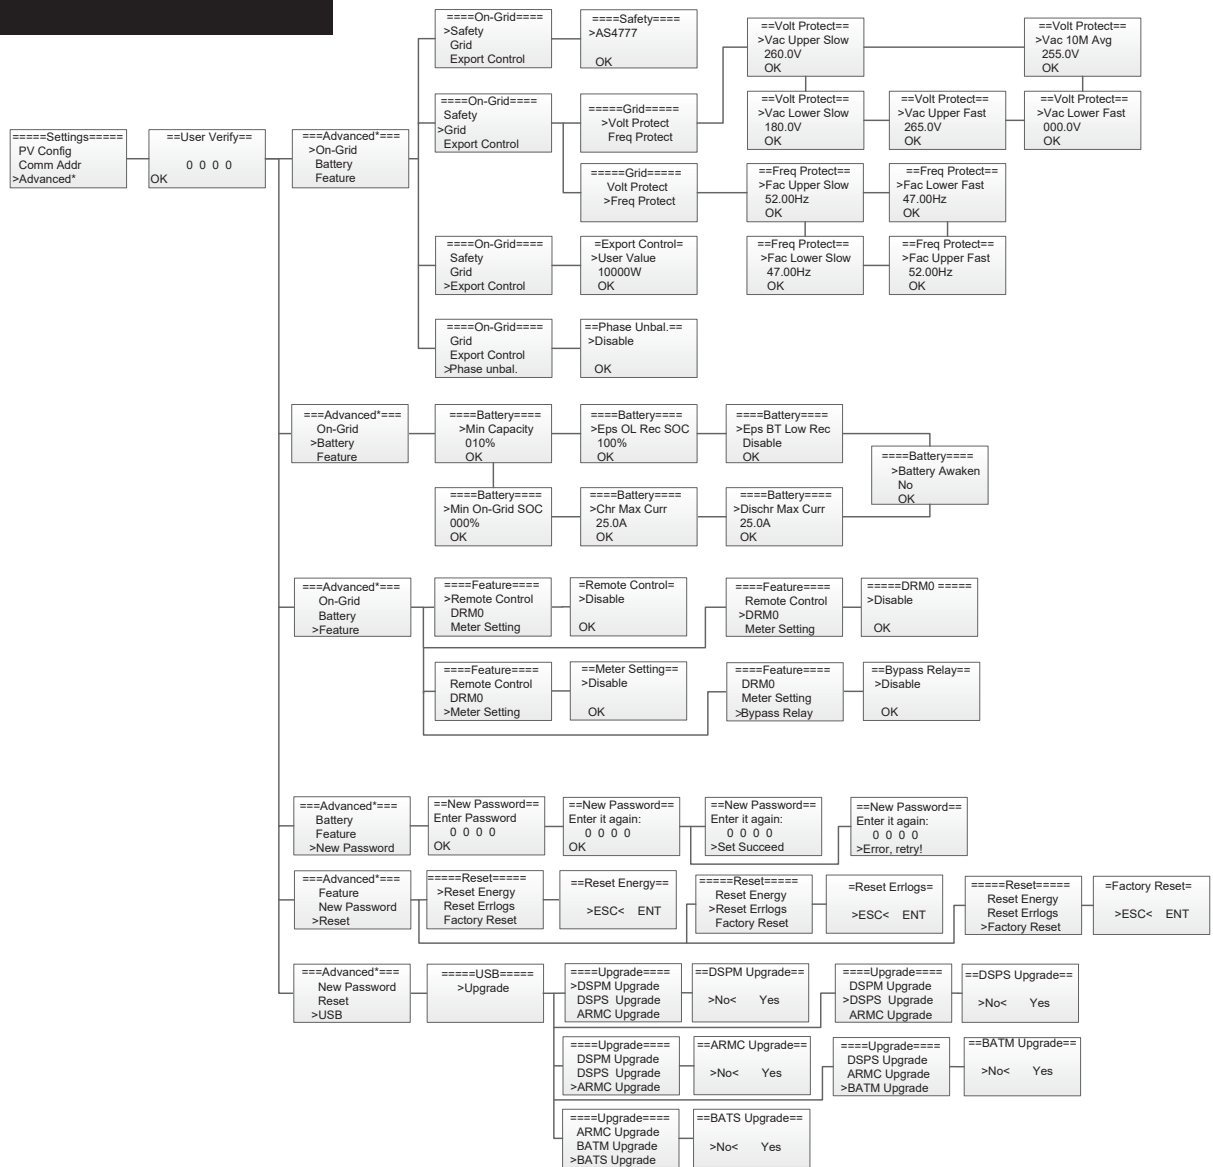 =====Settings=====
PV Config
Comm Addr
>Advanced*
==User Verify==
0 0 0 0
OK
===Advanced*===
>On-Grid
Battery
Feature
====On-Grid====
>Safety
Grid
Export Control
====Safety====
>AS4777
OK
====On-Grid====
Safety
>Grid
Export Control
=====Grid=====
>Volt Protect
Freq Protect
==Volt Protect==
>Vac Upper Slow
260.0V
OK
==Volt Protect==
>Vac 10M Avg
255.0V
OK
==Volt Protect==
>Vac Lower Slow
180.0V
OK
==Volt Protect==
>Vac Upper Fast
265.0V
OK
==Volt Protect==
>Vac Lower Fast
000.0V
OK
=====Grid=====
Volt Protect
>Freq Protect
==Freq Protect==
>Fac Upper Slow
52.00Hz
OK
==Freq Protect==
>Fac Lower Fast
47.00Hz
OK
==Freq Protect==
>Fac Lower Slow
47.00Hz
OK
==Freq Protect==
>Fac Upper Fast
52.00Hz
OK
====On-Grid====
Safety
Grid
>Export Control
=Export Control=
>User Value
10000W
OK
====On-Grid====
Grid
Export Control
>Phase unbal.
==Phase Unbal.==
>Disable
OK
===Advanced*===
On-Grid
>Battery
Feature
====Battery====
>Min Capacity
010%
OK
====Battery====
>Eps OL Rec SOC
100%
OK
====Battery====
>Eps BT Low Rec
Disable
OK
====Battery====
>Battery Awaken
No
OK
====Battery====
>Min On-Grid SOC
000%
OK
====Battery====
>Chr Max Curr
25.0A
OK
====Battery====
>Dischr Max Curr
25.0A
OK
===Advanced*===
On-Grid
Battery
>Feature
====Feature====
>Remote Control
DRM0
Meter Setting
=Remote Control=
>Disable
OK
====Feature====
Remote Control
>DRM0
Meter Setting
=====DRM0 =====
>Disable
OK
====Feature====
Remote Control
DRM0
>Meter Setting
==Meter Setting==
>Disable
OK
====Feature====
DRM0
Meter Setting
>Bypass Relay
==Bypass Relay==
>Disable
OK
===Advanced*===
Battery
Feature
>New Password
==New Password==
Enter Password
0 0 0 0
OK
==New Password==
Enter it again:
0 0 0 0
OK
==New Password==
Enter it again:
0 0 0 0
>Set Succeed
==New Password==
Enter it again:
0 0 0 0
>Error, retry!
===Advanced*===
Feature
New Password
>Reset
=====Reset=====
>Reset Energy
Reset Errlogs
Factory Reset
==Reset Energy==
>ESC< ENT
=====Reset=====
Reset Energy
>Reset Errlogs
Factory Reset
=Reset Errlogs=
>ESC< ENT
=====Reset=====
Reset Energy
Reset Errlogs
>Factory Reset
=Factory Reset=
>ESC< ENT
===Advanced*===
New Password
Reset
>USB
=====USB=====
>Upgrade
====Upgrade====
>DSPM Upgrade
DSPS Upgrade
ARMC Upgrade
==DSPM Upgrade==
>No< Yes
====Upgrade====
DSPM Upgrade
>DSPS Upgrade
ARMC Upgrade
==DSPS Upgrade==
>No< Yes
====Upgrade====
DSPM Upgrade
DSPS Upgrade
>ARMC Upgrade
==ARMC Upgrade==
>No< Yes
====Upgrade====
DSPS Upgrade
ARMC Upgrade
>BATM Upgrade
==BATM Upgrade==
>No< Yes
====Upgrade====
ARMC Upgrade
BATM Upgrade
>BATS Upgrade
==BATS Upgrade==
>No< Yes